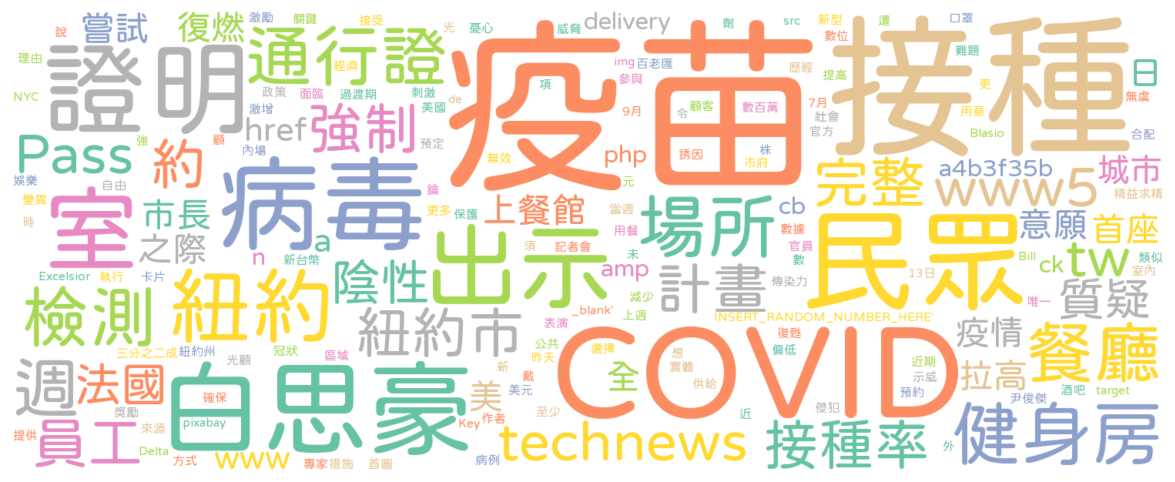 嘗試
復燃
激勵
關鍵
接受
光
憂心
威脅
delivery
劑
src
數位
新型
遭
口罩
說
理由
證明
通行證
經濟
疫苗
img
百老匯
參與
歷經
接種
難題
提高
更
日
NYC
政策
面臨
過渡期
刺激
項
激增
美國
de
9月
令
顧客
數百萬
7月
社會
官方
用意
無虞
Pass
強
約
顧
href
內場
強制
預定
無效
php
誘因
株
市府
Blasio
合配
完整
a4b3f35b
城市
娛樂
自由
病毒
鑰
元
www5
精益求精
變異
時
室
市長
之際
更多
保護
上餐館
當週
用餐
場所
cb
數據
意願
首座
n
a
新台幣
出示
須
記者會
未
官員
數
民眾
Bill
ck
tw
類似
室內
Excelsior
執行
卡片
陰性
amp
計畫
傳染力
13日
質疑
檢測
紐約
紐約市
_blank'
減少
上週
INSERT_RANDOM_NUMBER_HERE'
唯一
表演
復甦
疫情
餐廳
三分之二成
紐約州
冠狀
區域
公共
昨天
選擇
COVID
偏低
光顧
週
法國
白思豪
新
戴
美
美元
全
想
實體
供給
近期
示威
拉高
酒吧
target
確保
獎勵
預約
尹俊傑
提供
員工
來源
pixabay
Key
作者
至少
近
侵犯
健身房
Delta
方式
www
專家
措施
首圖
病例
technews
接種率
外